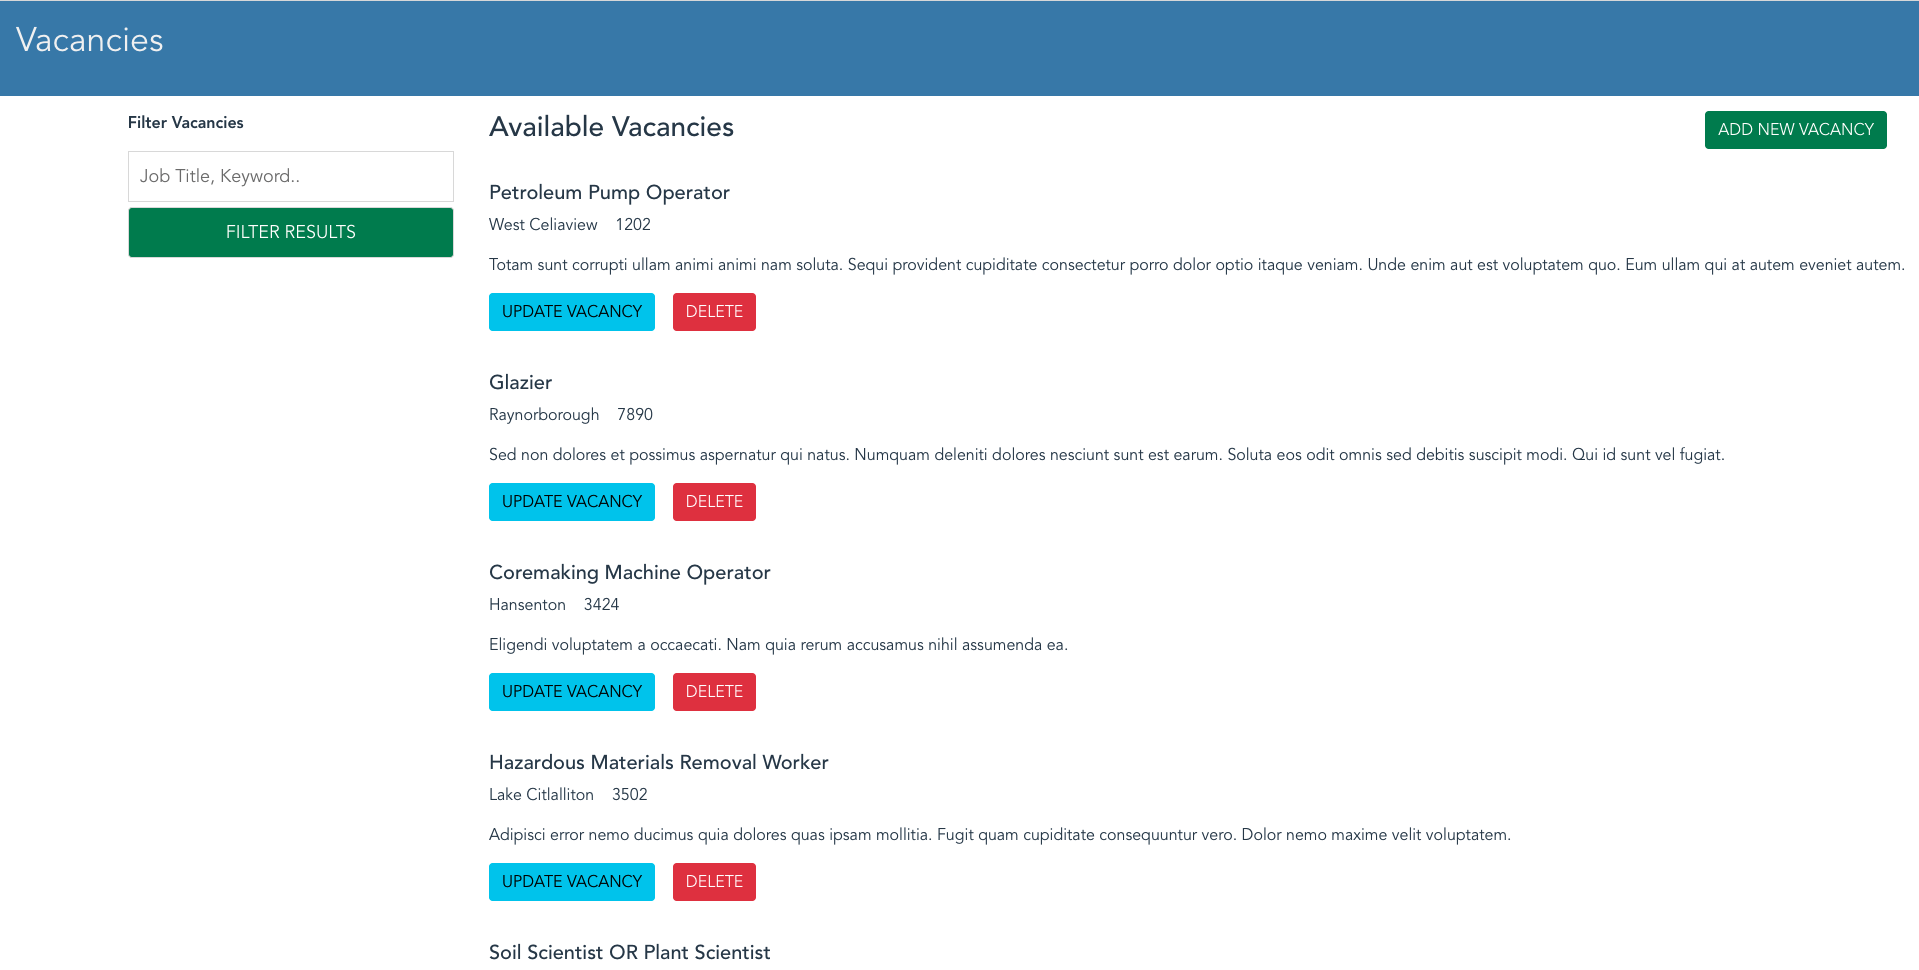 Vacancies
Filter Vacancies
Job Title, Keyword..
FILTER RESULTS
Available Vacancies
ADD NEW VACANCY
Petroleum Pump Operator
West Celiaview 1202
Totam sunt corrupti ullam animi animi nam soluta. Sequi provident cupiditate consectetur porro dolor optio itaque veniam. Unde enim aut est voluptatem quo. Eum ullam qui at autem eveniet autem.
UPDATE VACANCY DELETE
Glazier
Raynorborough 7890
Sed non dolores et possimus aspernatur qui natus. Numquam deleniti dolores nesciunt sunt est earum. Soluta eos odit omnis sed debitis suscipit modi. Qui id sunt vel fugiat.
UPDATE VACANCY DELETE
Coremaking Machine Operator
Hansenton 3424
Eligendi voluptatem a occaecati. Nam quia rerum accusamus nihil assumenda ea.
UPDATE VACANCY DELETE
Hazardous Materials Removal Worker
Lake Citlalliton 3502
Adipisci error nemo ducimus quia dolores quas ipsam mollitia. Fugit quam cupiditate consequuntur vero. Dolor nemo maxime velit voluptatem.
UPDATE VACANCY DELETE
Soil Scientist OR Plant Scientist